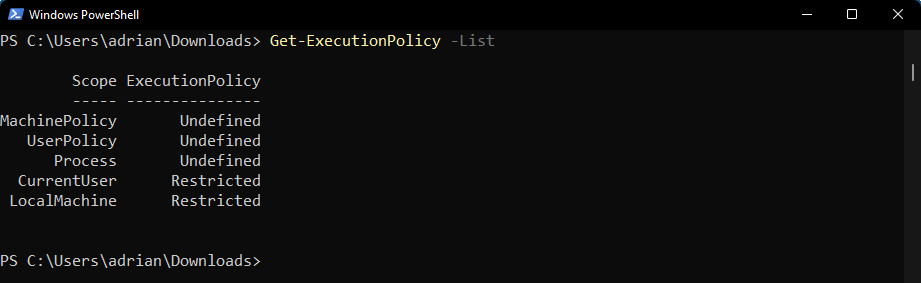 Windows PowerShell
PS C:\Users\adrian\Downloads> Get-ExecutionPolicy -List
Scope ExecutionPolicy
----- ---------------
MachinePolicy Undefined
UserPolicy Undefined
Process Undefined
CurrentUser Restricted
LocalMachine Restricted
PS C:\Users\adrian\Downloads>